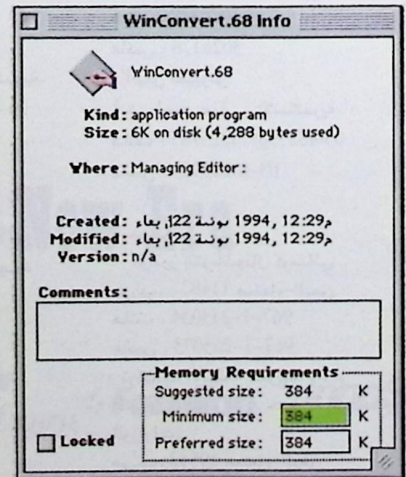 WinConvert.68 Info
WinConvert.68
Kind: application program
Size: 6K on disk (4,288 bytes used)
Where: Managing Editor:
Created: 1994, 12:29
Modified: 1994, 12:29
Version: n/a
Comments:
Memory Requirements
Suggested size: 384 K
Minimum size: 384 K
Locked
Preferred size: 384 K